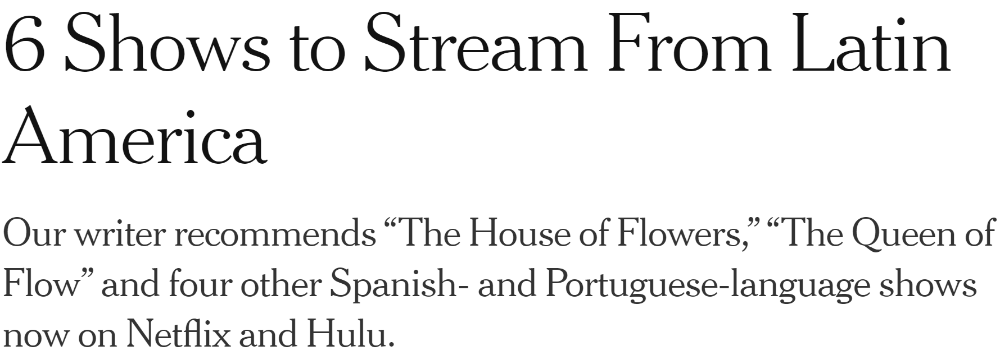 6 Shows to Stream From Latin
America
Our writer recommends “The House of Flowers,” “The Queen of
Flow” and four other Spanish- and Portuguese-language shows
now on Netflix and Hulu.